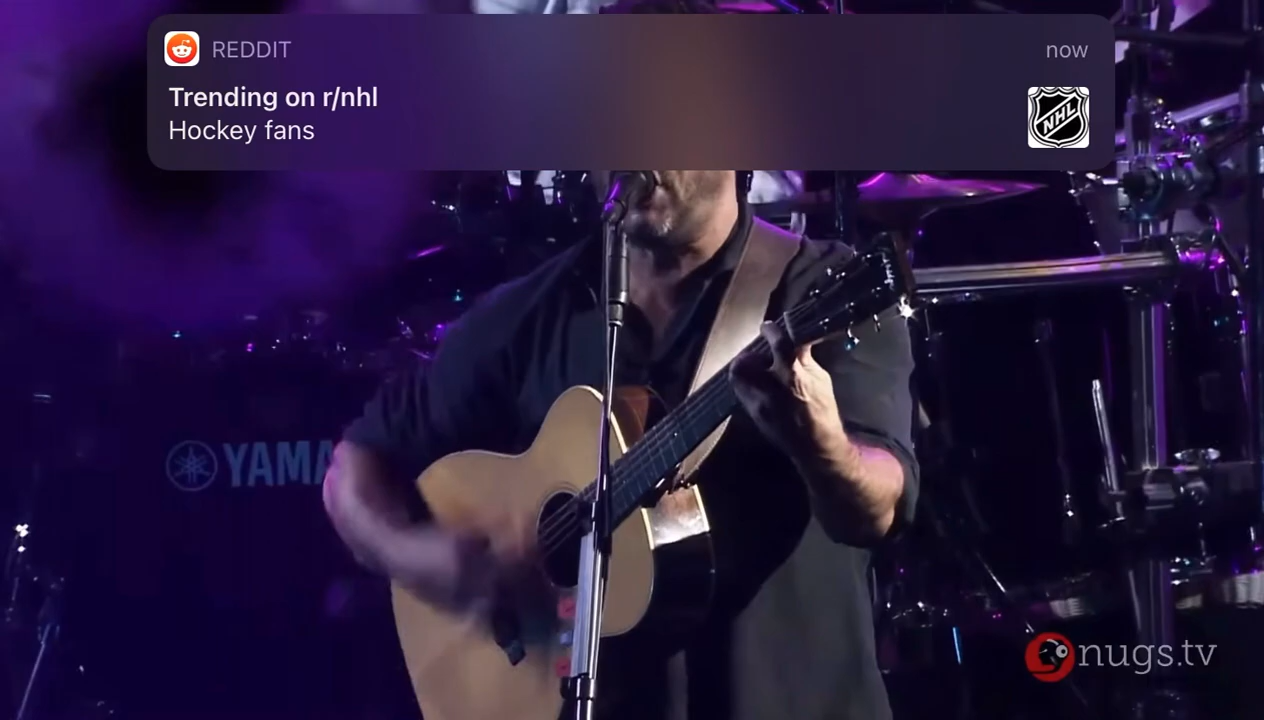 REDDIT
now
Trending on r/nhl
Hockey fans
NHL
YAMA
nugs.tv